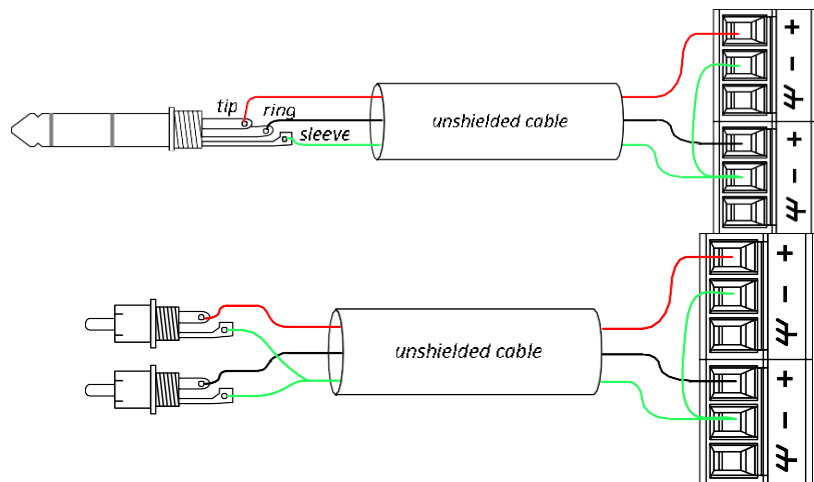 tip
ring
sleeve
unshielded cable
+
−
+
−
unshielded cable
+
−
+
−